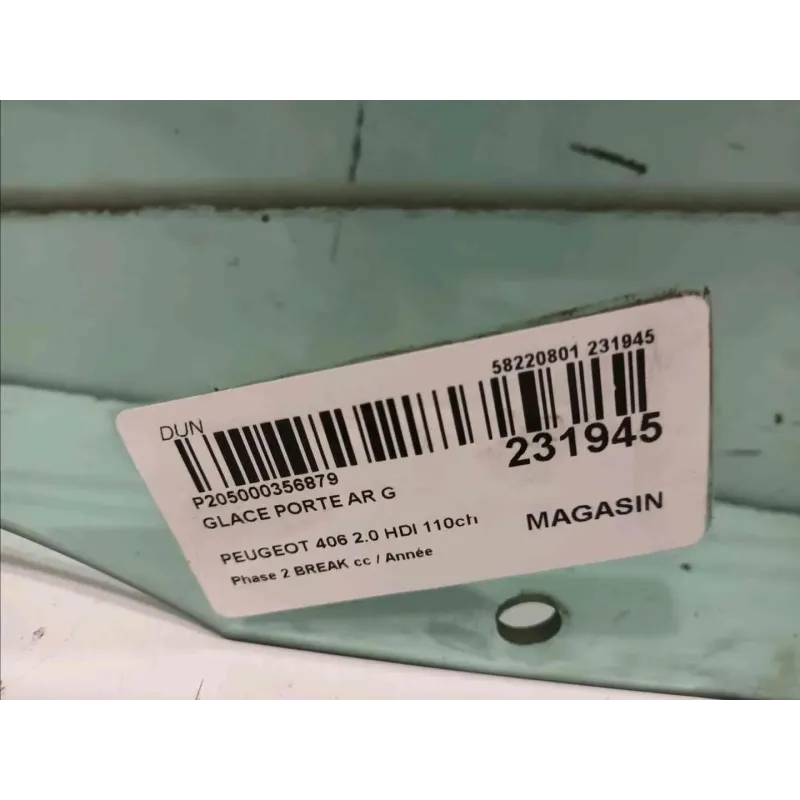 58220801 231945
DUN
231945
P205000356879
GLACE PORTE AR G
MAGASIN
PEUGEOT 406 2.0 HDI 110ch
Phase 2 BREAK cc / Année